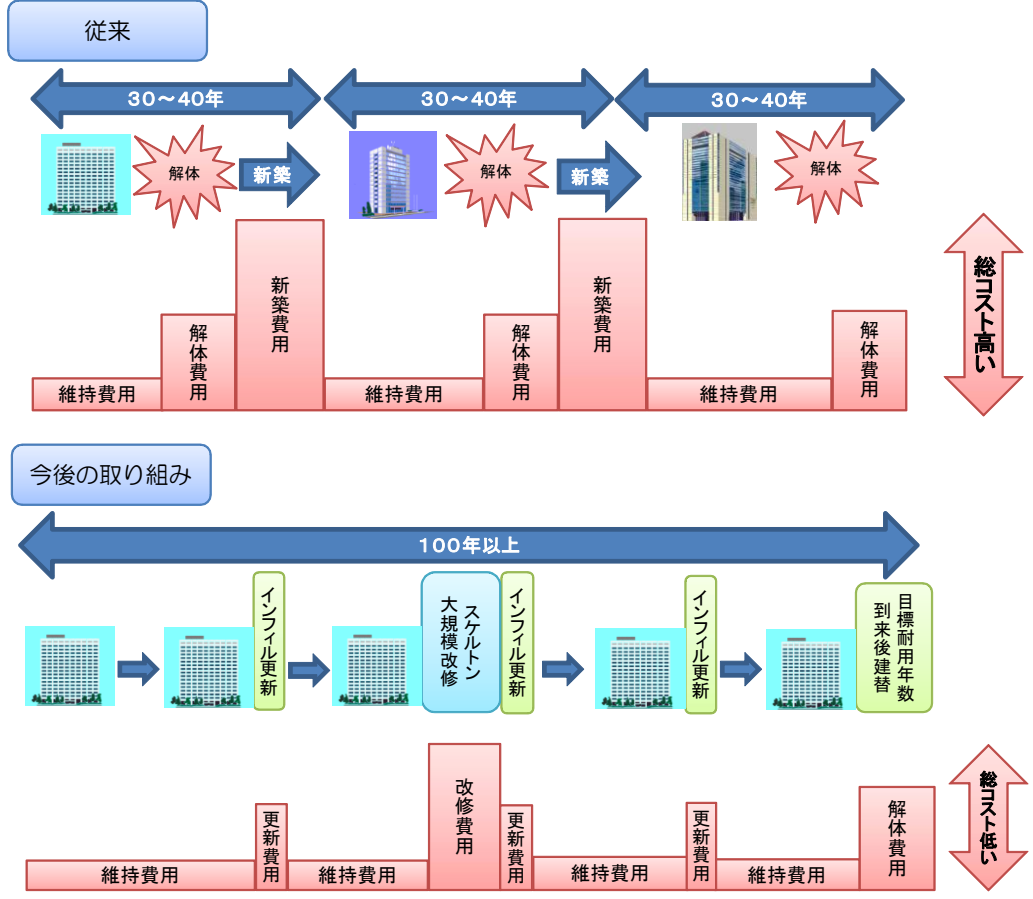 従来
30～40年
30～40年
30～40年
解体
新築
解体
新築
解体
維持費用
解体費用
新築費用
維持費用
解体費用
新築費用
維持費用
解体費用
総コスト高い
今後の取り組み
100年以上
インフィル更新
スケルトン
大規模改修
インフィル更新
インフィル更新
目標耐用年数
到来後建替
維持費用
更新費用
維持費用
改修費用
更新費用
維持費用
更新費用
維持費用
解体費用
総コスト低い